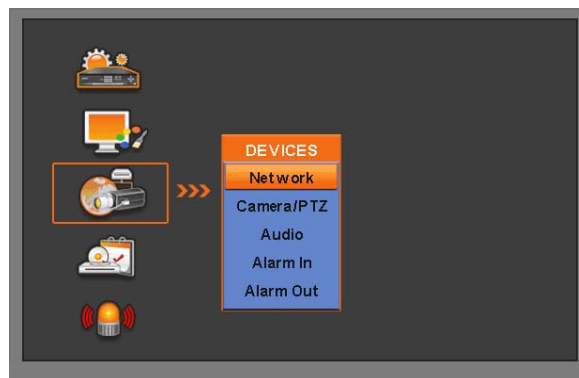 DEVICES
Network
Camera/PTZ
Audio
Alarm In
Alarm Out